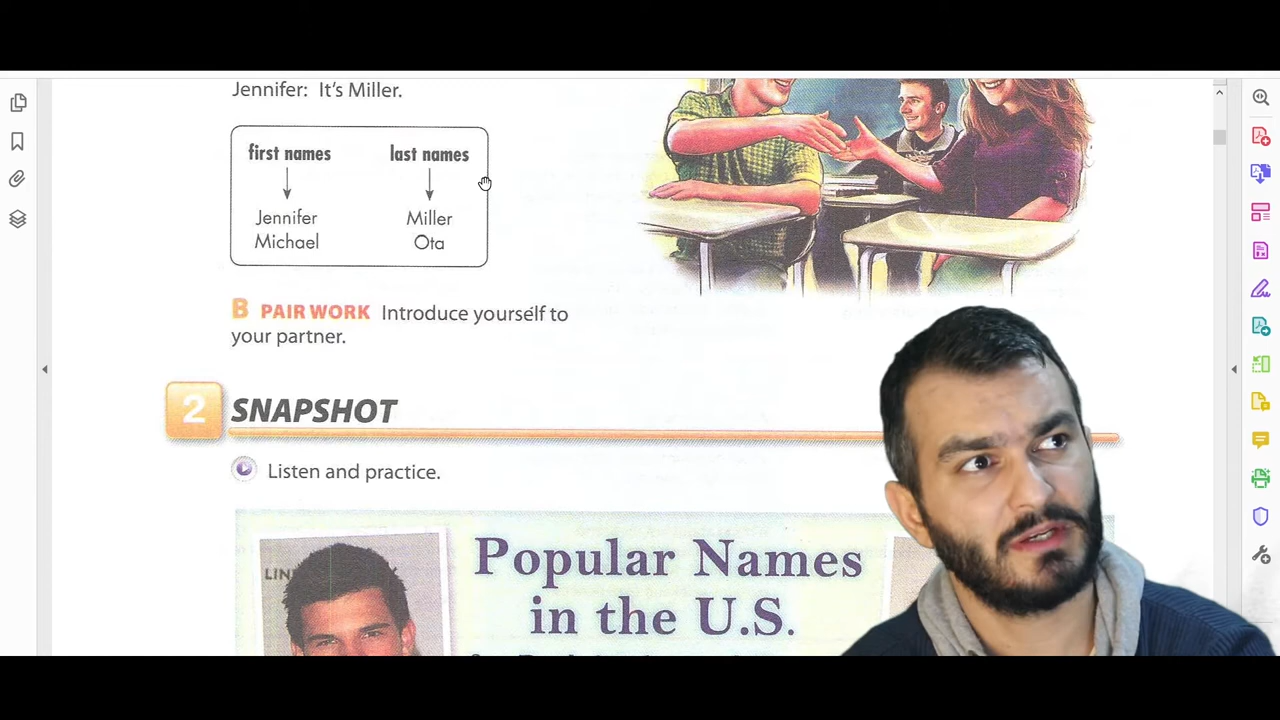 Jennifer: It's Miller.
first names last names
Jennifer Miller
Michael Ota
B PAIR WORK Introduce yourself to
your partner.
2 SNAPSHOT
Listen and practice.
Popular Names
in the U.S.